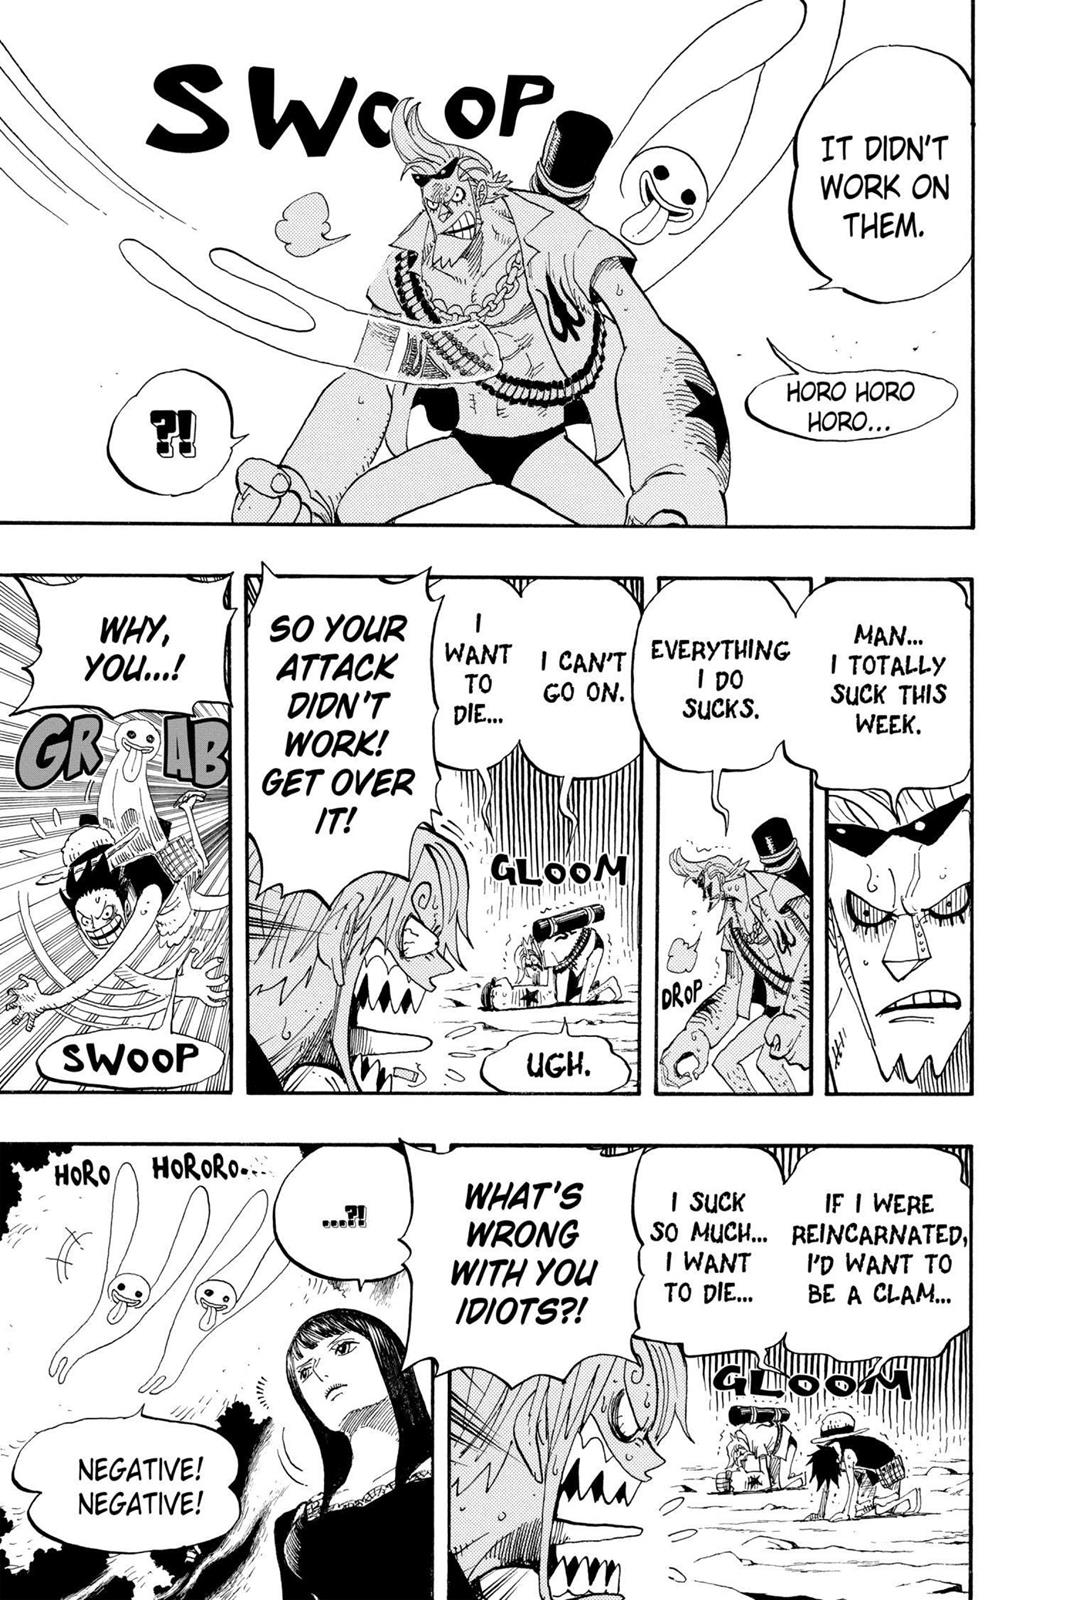 SWOOP
IT DIDN'T
WORK ON
THEM.
HORO HORO
HORO...
?!
MAN...
I TOTALLY
SUCK THIS
WEEK.
EVERYTHING
I DO
SUCKS.
DROP
I CAN'T
GO ON.
I
WANT
TO
DIE...
GLOOM
UGH.
SO YOUR
ATTACK
DIDN'T
WORK!
GET OVER
IT!
WHY,
YOU...!
GRAB
SWOOP
IF I WERE
REINCARNATED,
I'D WANT TO
BE A CLAM...
I SUCK
SO MUCH...
I WANT
TO DIE...
GLOOM
WHAT'S
WRONG
WITH YOU
IDIOTS?!
....?!
HORO HORORO...
NEGATIVE!
NEGATIVE!